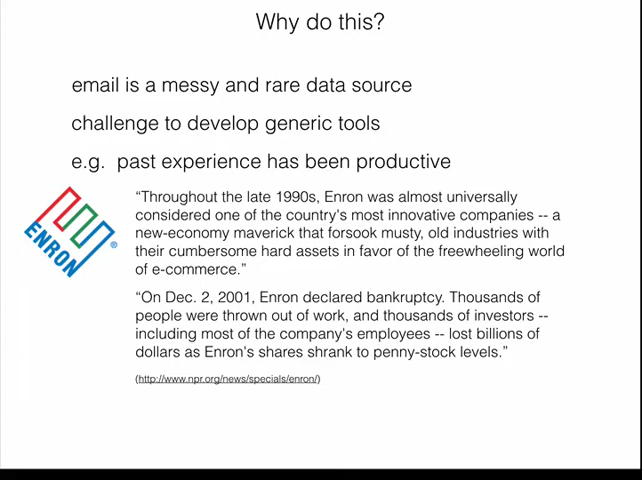 Why do this?
email is a messy and rare data source
challenge to develop generic tools
e.g. past experience has been productive
ENRON
®
“Throughout the late 1990s, Enron was almost universally
considered one of the country's most innovative companies -- a
new-economy maverick that forsook musty, old industries with
their cumbersome hard assets in favor of the freewheeling world
of e-commerce.”
“On Dec. 2, 2001, Enron declared bankruptcy. Thousands of
people were thrown out of work, and thousands of investors --
including most of the company's employees -- lost billions of
dollars as Enron's shares shrank to penny-stock levels.”
(http://www.npr.org/news/specials/enron/)